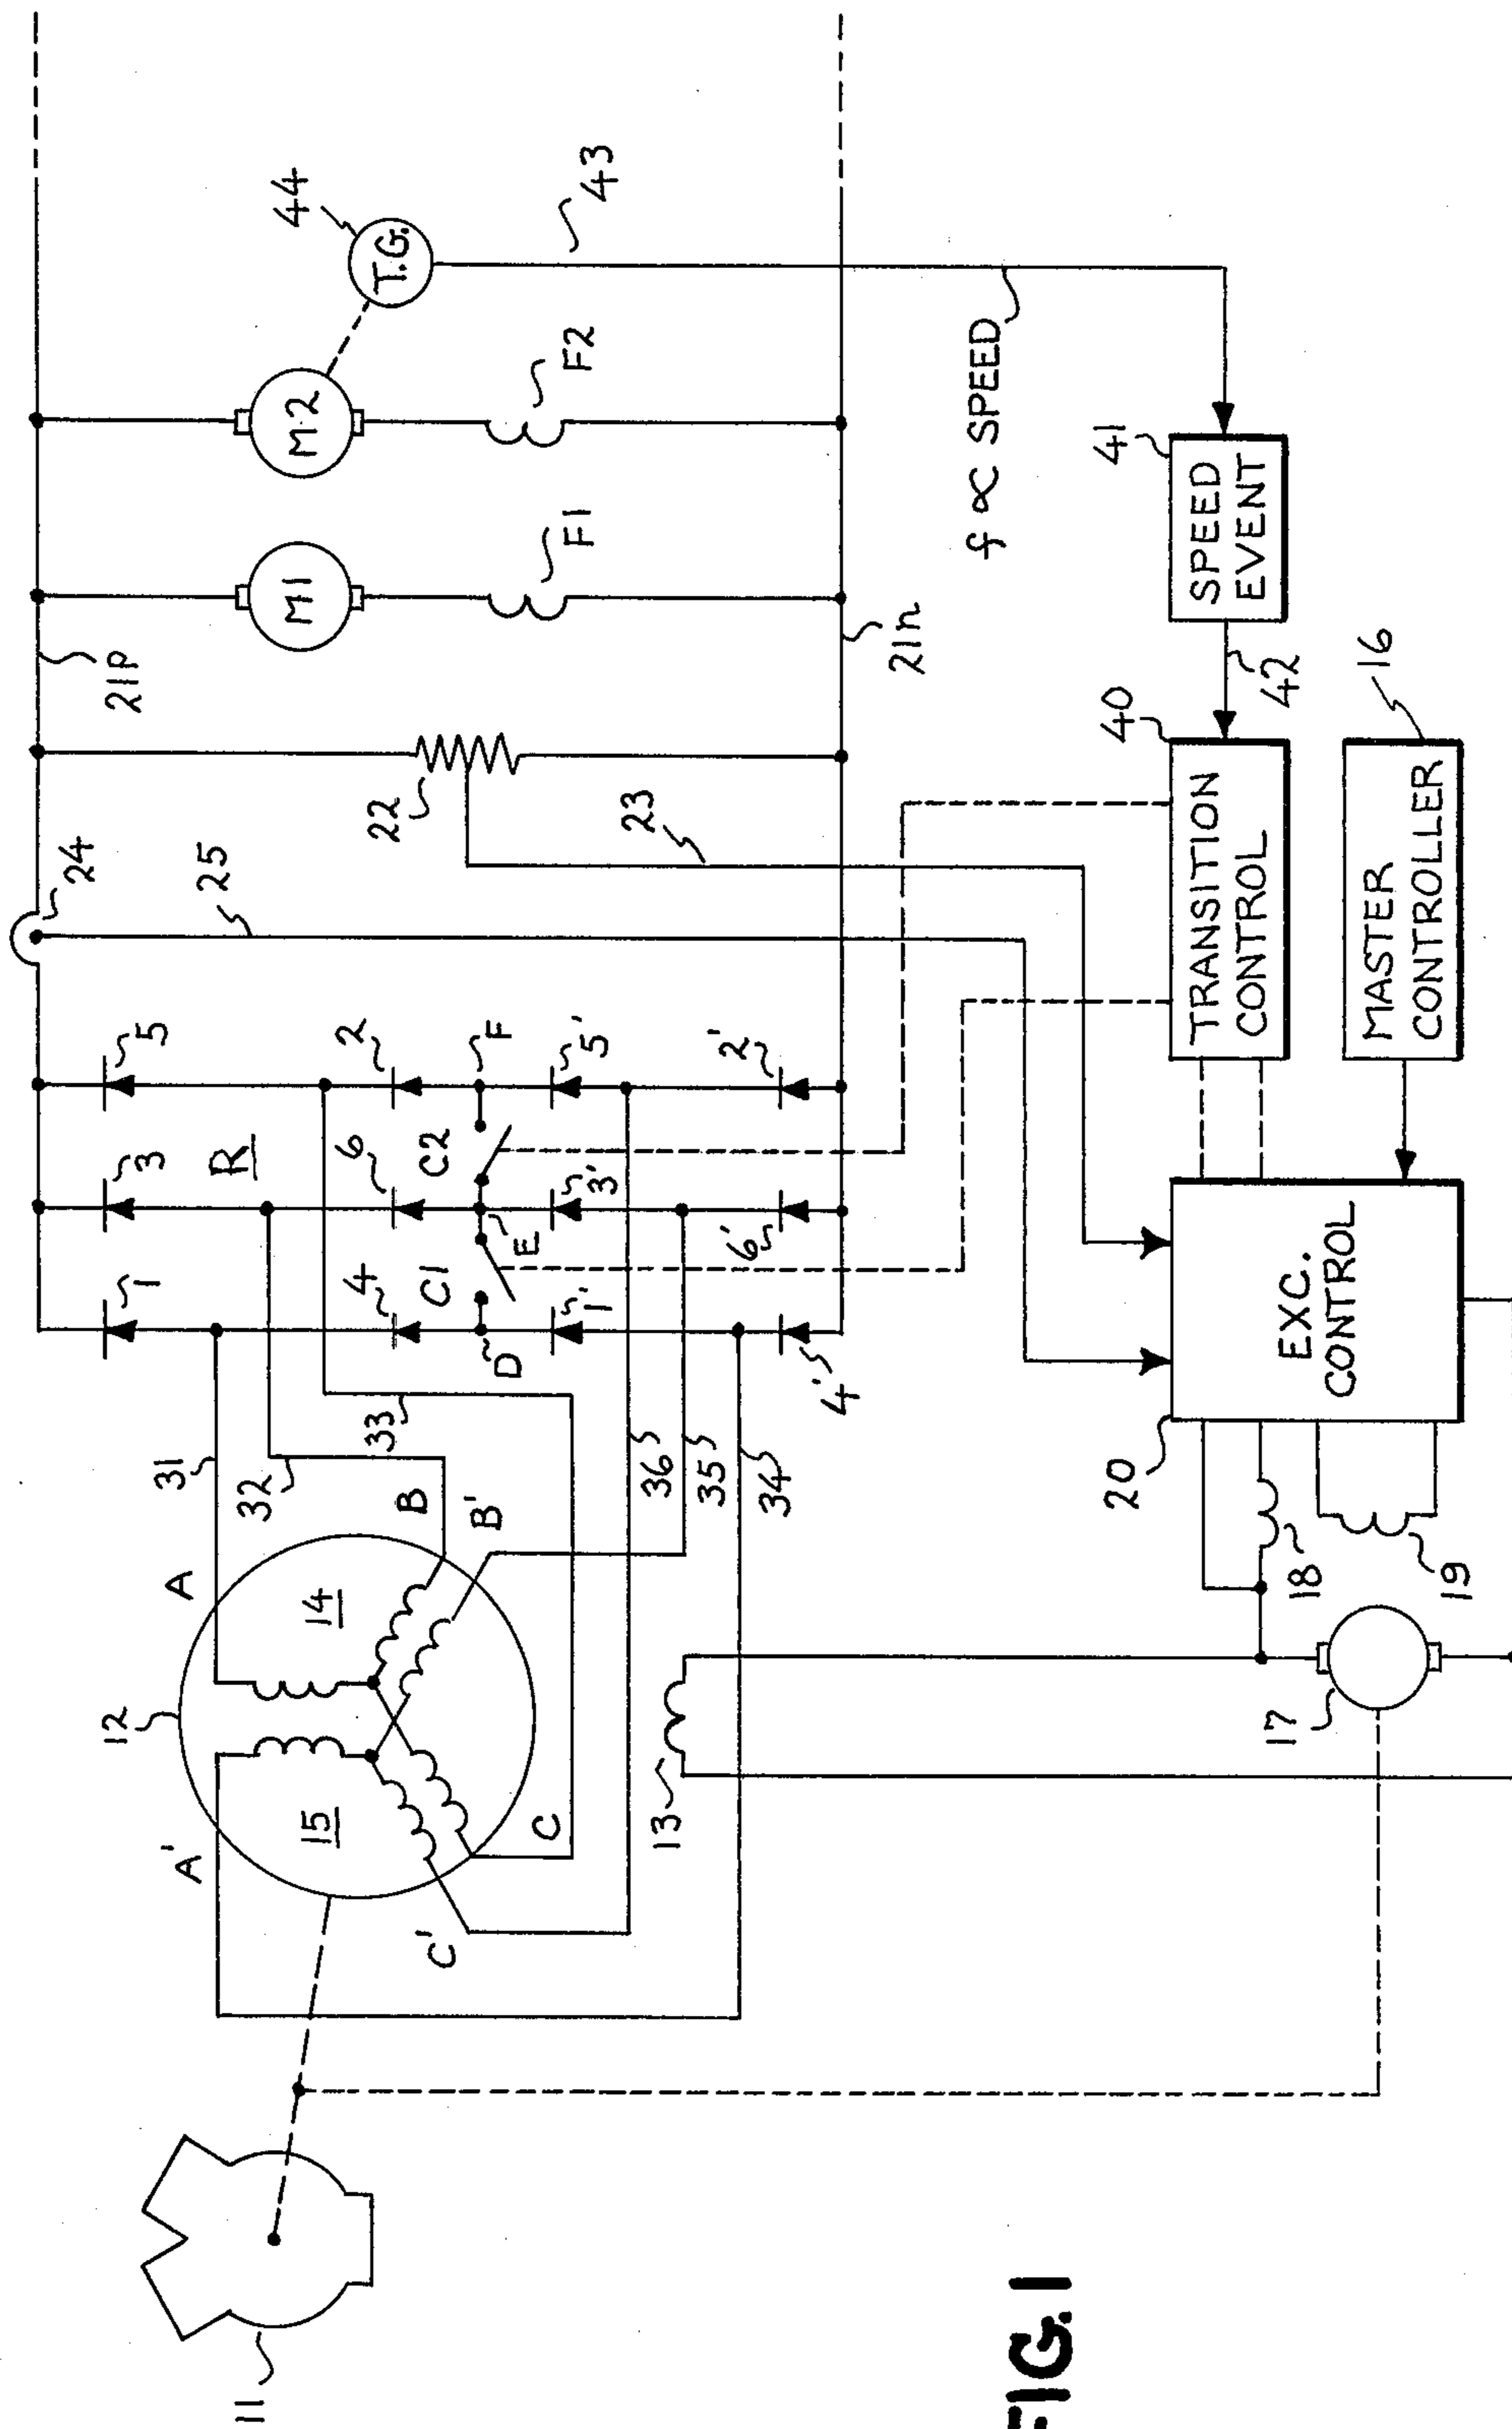 11
12
A
A'
14
15
B
B'
C
C'
31
32
33
36
35
34
R
1
3
5
4
6
2
C1
C2
D
E
F
1'
3'
5'
4'
6'
2'
24
25
22
23
21p
21n
M1
M2
F1
F2
T.G.
44
43
f ∝ SPEED
41
SPEED
EVENT
42
40
TRANSITION
CONTROL
16
MASTER
CONTROLLER
EXC.
CONTROL
20
13
17
18
19
FIG. 1